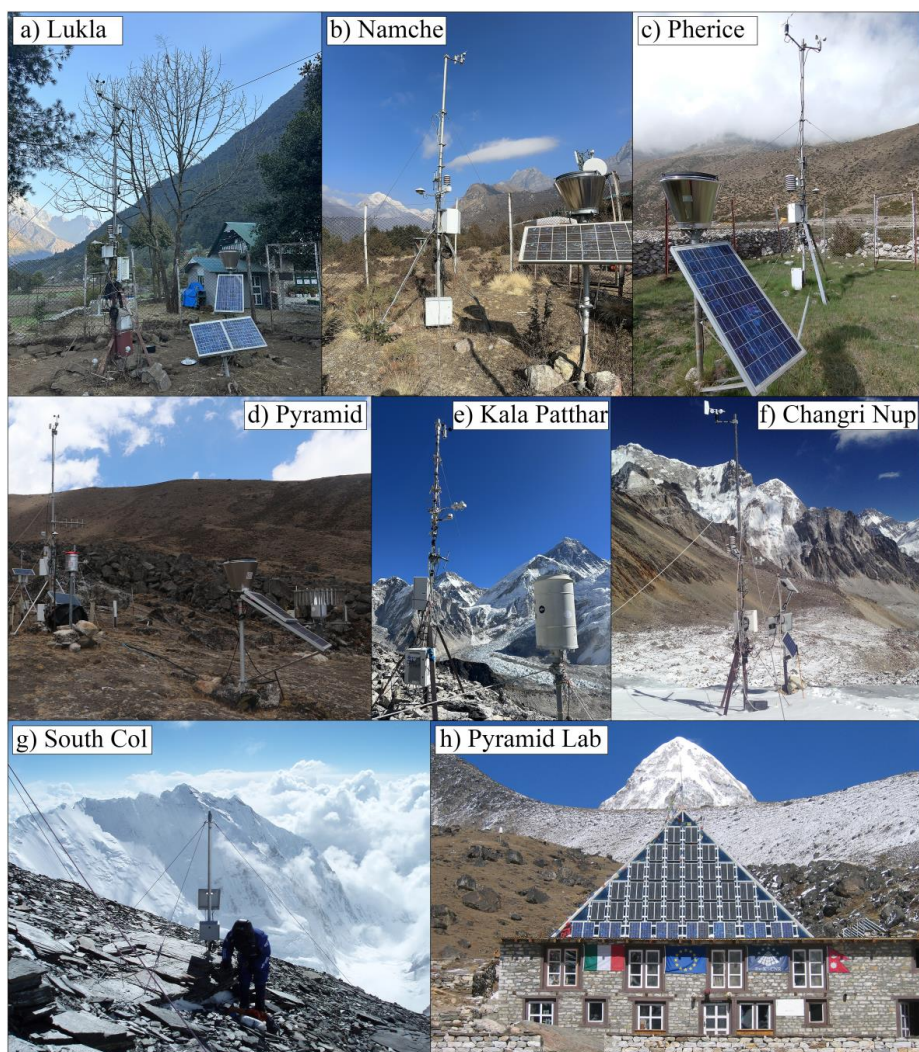 a) Lukla
b) Namche
c) Pherice
d) Pyramid
e) Kala Patthar
f) Changri Nup
g) South Col
h) Pyramid Lab